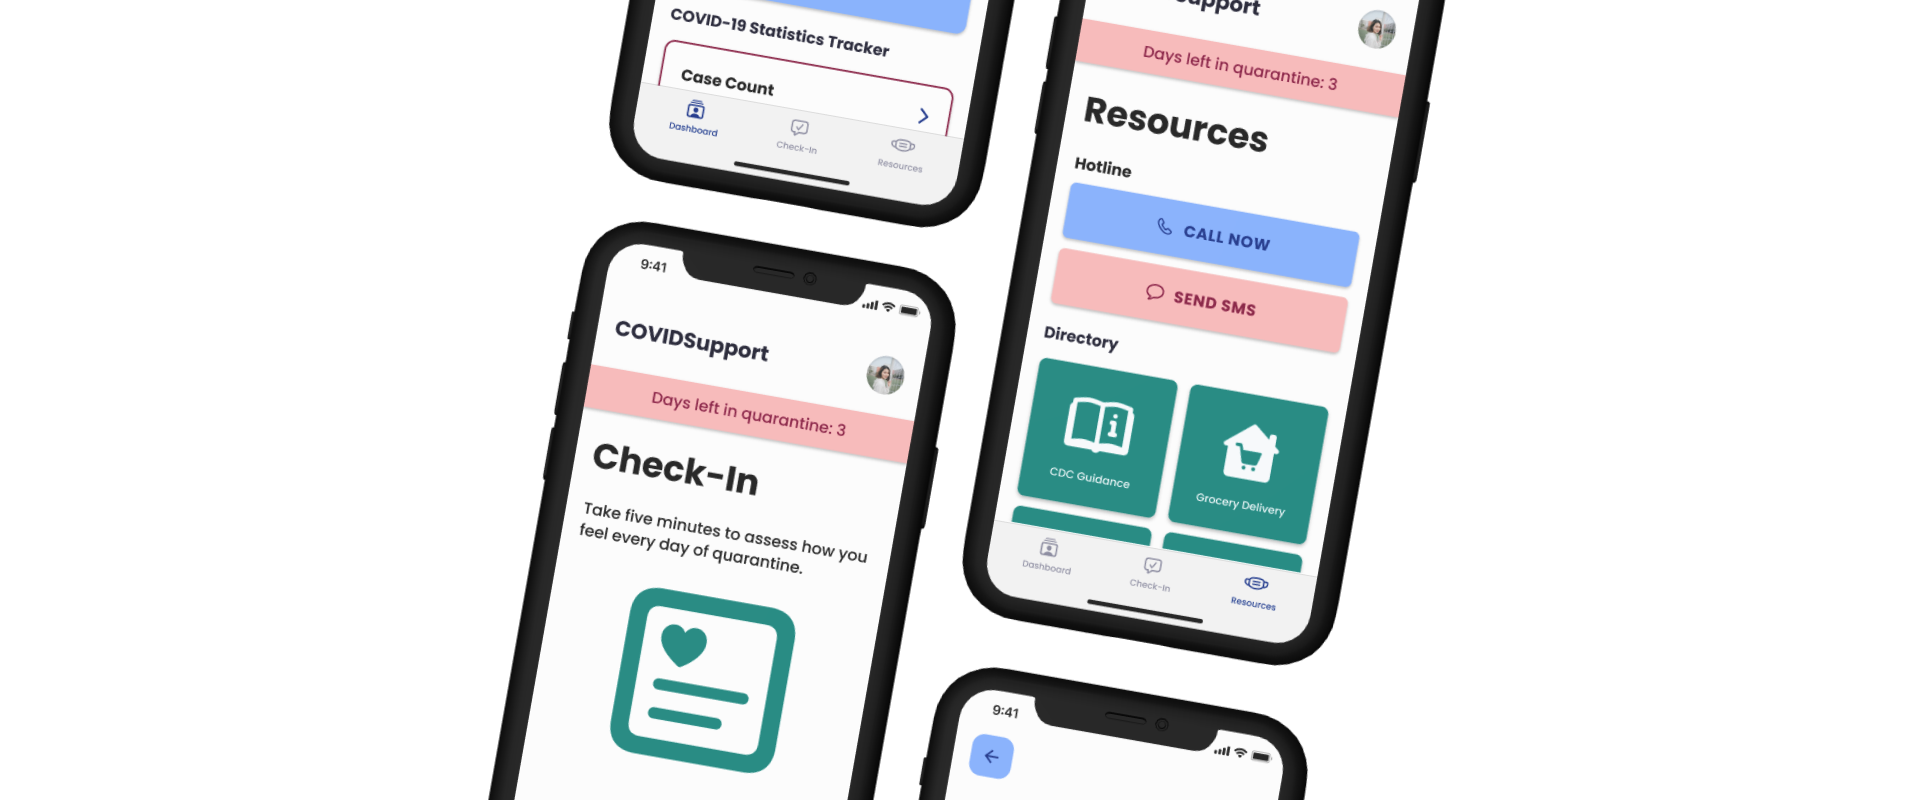 COVID-19 Statistics Tracker
Case Count
Dashboard
Check-In
Resources
9:41
COVIDSupport
Days left in quarantine: 3
Check-In
Take five minutes to assess how you
feel every day of quarantine.
Support
Days left in quarantine: 3
Resources
Hotline
CALL NOW
SEND SMS
Directory
CDC Guidance
Grocery Delivery
Dashboard
Check-In
Resources
9:41